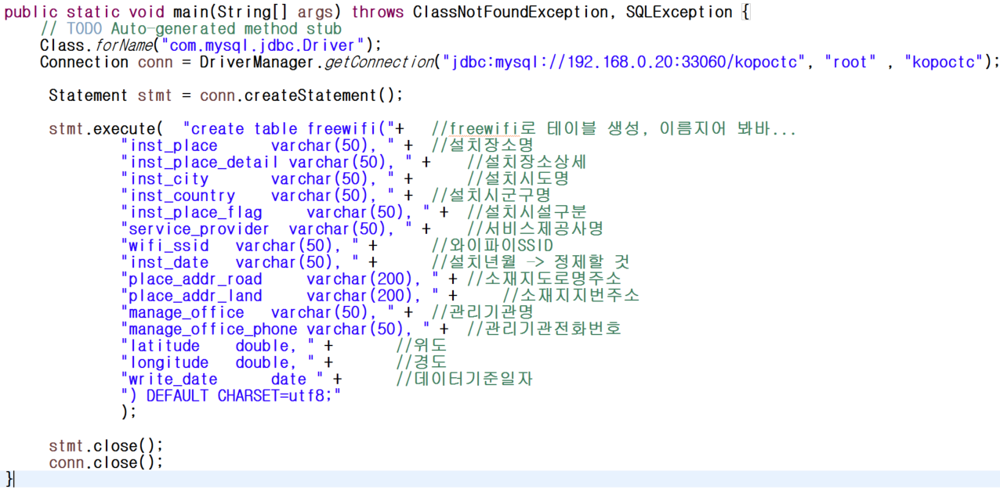 public static void main(String[] args) throws ClassNotFoundException, SQLException {
// TODO Auto-generated method stub
Class.forName("com.mysql.jdbc.Driver");
Connection conn = DriverManager.getConnection("jdbc:mysql://192.168.0.20:33060/kopoctc", "root" , "kopoctc");
Statement stmt = conn.createStatement();
stmt.execute( "create table freewifi("+ //freewifi로 테이블 생성, 이름지어 봐바...
"inst_place varchar(50), " + //설치장소명
"inst_place_detail varchar(50), " + //설치장소상세
"inst_city varchar(50), " + //설치시도명
"inst_country varchar(50), " + //설치시군구명
"inst_place_flag varchar(50), " + //설치시설구분
"service_provider varchar(50), " + //서비스제공사명
"wifi_ssid varchar(50), " + //와이파이SSID
"inst_date varchar(50), " + //설치년월 -> 정제할 것
"place_addr_road varchar(200), " + //소재지도로명주소
"place_addr_land varchar(200), " + //소재지지번주소
"manage_office varchar(50), " + //관리기관명
"manage_office_phone varchar(50), " + //관리기관전화번호
"latitude double, " + //위도
"longitude double, " + //경도
"write_date date " + //데이터기준일자
") DEFAULT CHARSET=utf8;"
);
stmt.close();
conn.close();
}